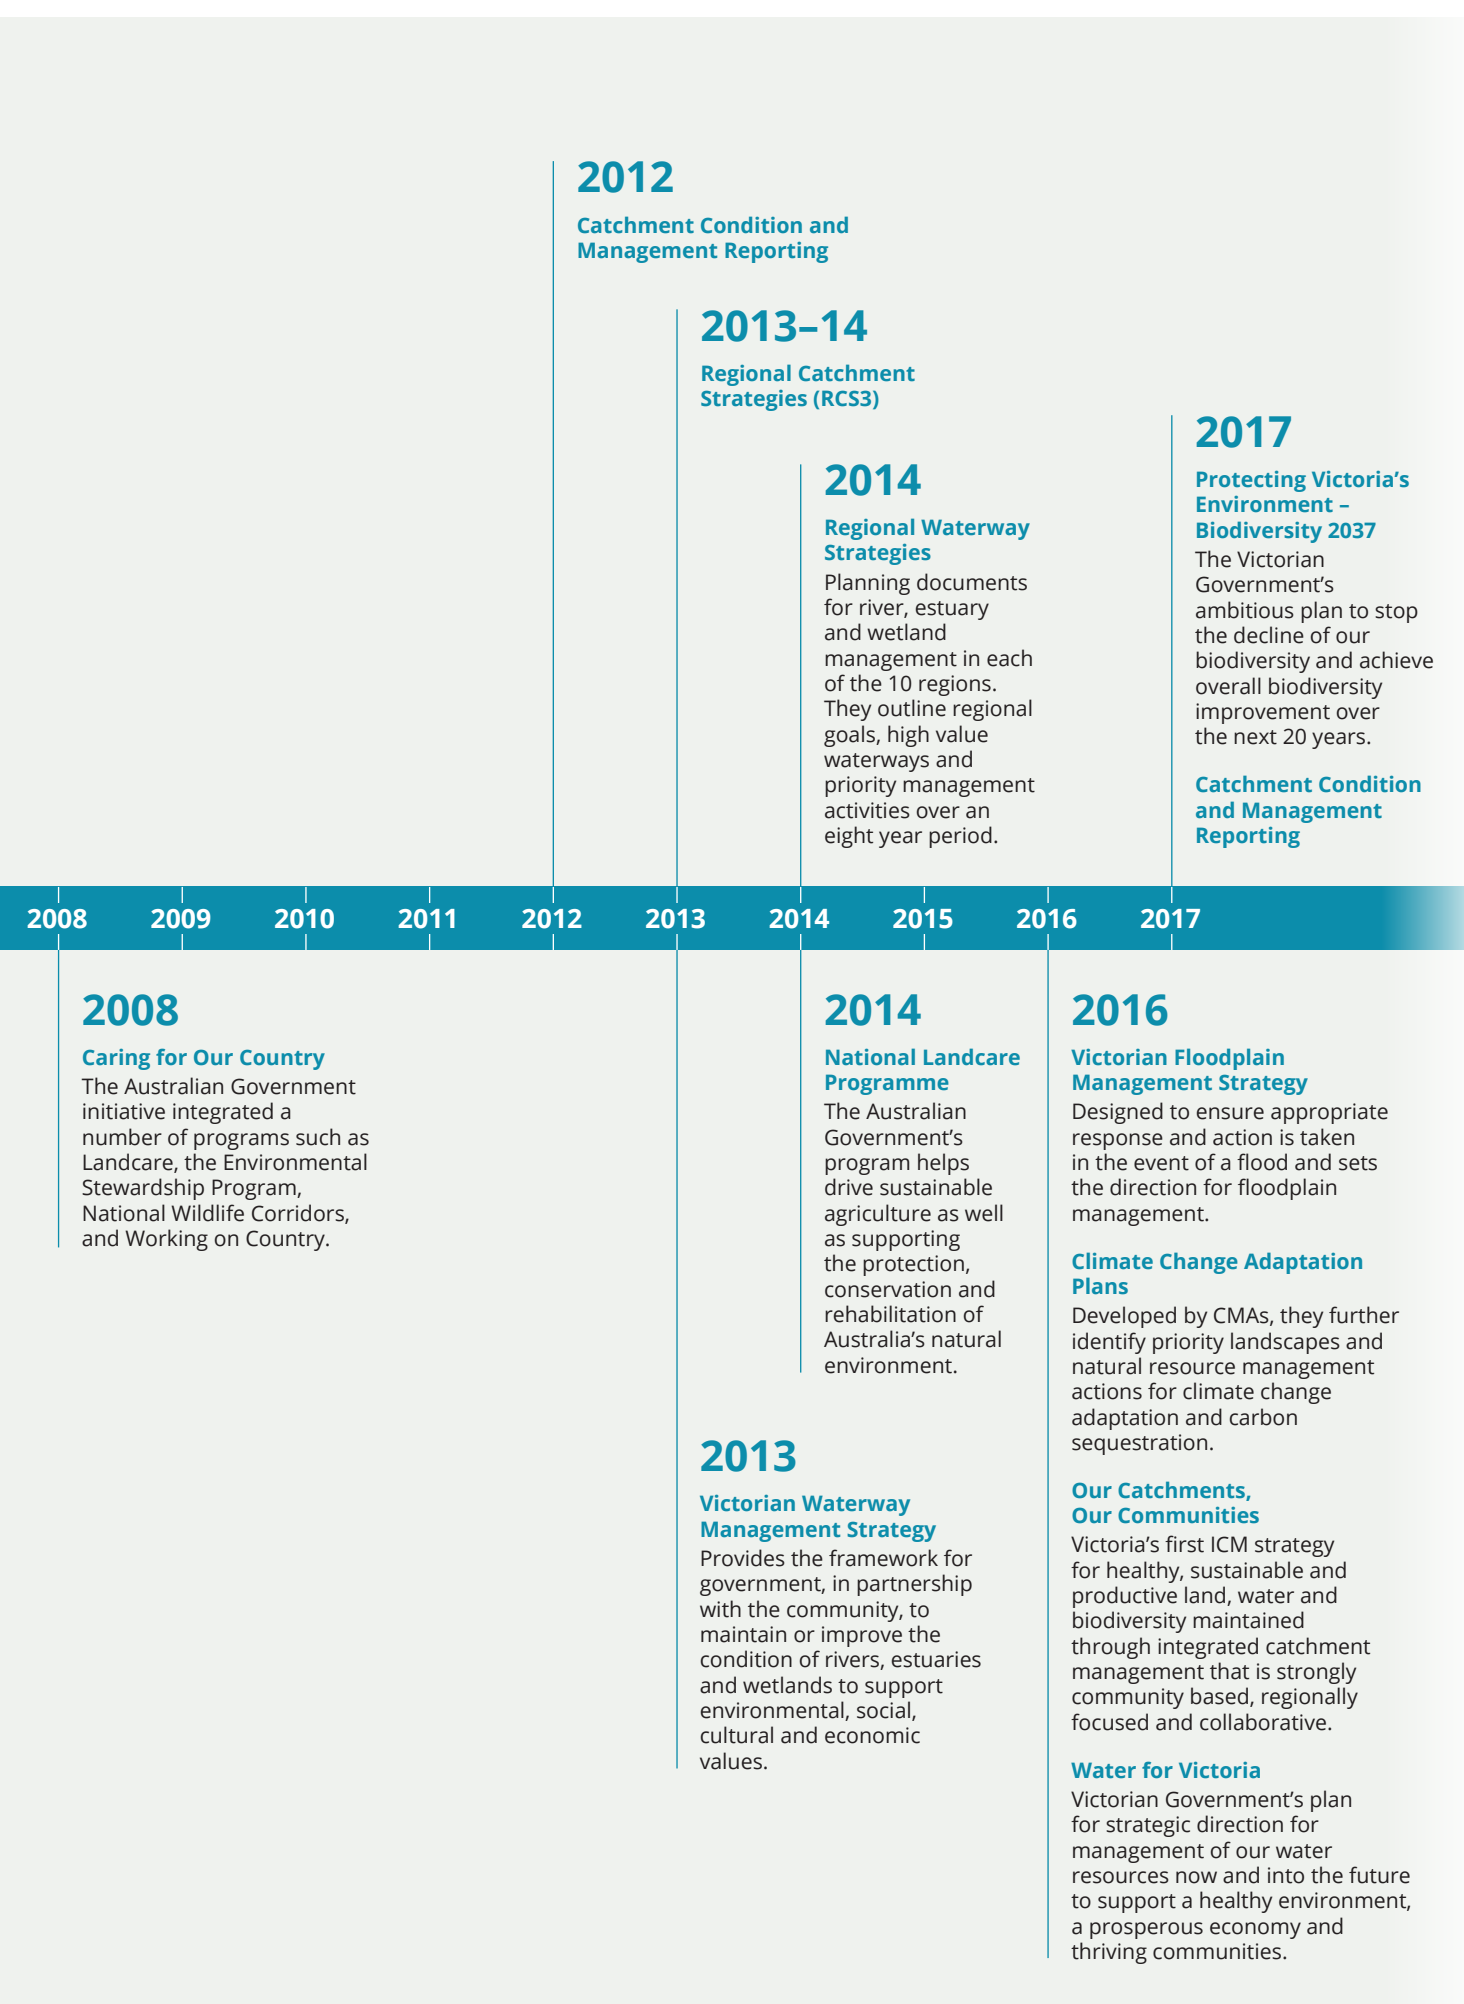 2012
Catchment Condition and
Management Reporting
2013–14
Regional Catchment
Strategies (RCS3)
2014
Regional Waterway
Strategies
Planning documents
for river, estuary
and wetland
management in each
of the 10 regions.
They outline regional
goals, high value
waterways and
priority management
activities over an
eight year period.
2017
Protecting Victoria’s
Environment –
Biodiversity 2037
The Victorian
Government’s
ambitious plan to stop
the decline of our
biodiversity and achieve
overall biodiversity
improvement over
the next 20 years.
Catchment Condition
and Management
Reporting
2008 2009 2010 2011 2012 2013 2014 2015 2016 2017
2008
Caring for Our Country
The Australian Government
initiative integrated a
number of programs such as
Landcare, the Environmental
Stewardship Program,
National Wildlife Corridors,
and Working on Country.
2014
National Landcare
Programme
The Australian
Government’s
program helps
drive sustainable
agriculture as well
as supporting
the protection,
conservation and
rehabilitation of
Australia’s natural
environment.
2013
Victorian Waterway
Management Strategy
Provides the framework for
government, in partnership
with the community, to
maintain or improve the
condition of rivers, estuaries
and wetlands to support
environmental, social,
cultural and economic
values.
2016
Victorian Floodplain
Management Strategy
Designed to ensure appropriate
response and action is taken
in the event of a flood and sets
the direction for floodplain
management.
Climate Change Adaptation
Plans
Developed by CMAs, they further
identify priority landscapes and
natural resource management
actions for climate change
adaptation and carbon
sequestration.
Our Catchments,
Our Communities
Victoria’s first ICM strategy
for healthy, sustainable and
productive land, water and
biodiversity maintained
through integrated catchment
management that is strongly
community based, regionally
focused and collaborative.
Water for Victoria
Victorian Government’s plan
for strategic direction for
management of our water
resources now and into the future
to support a healthy environment,
a prosperous economy and
thriving communities.